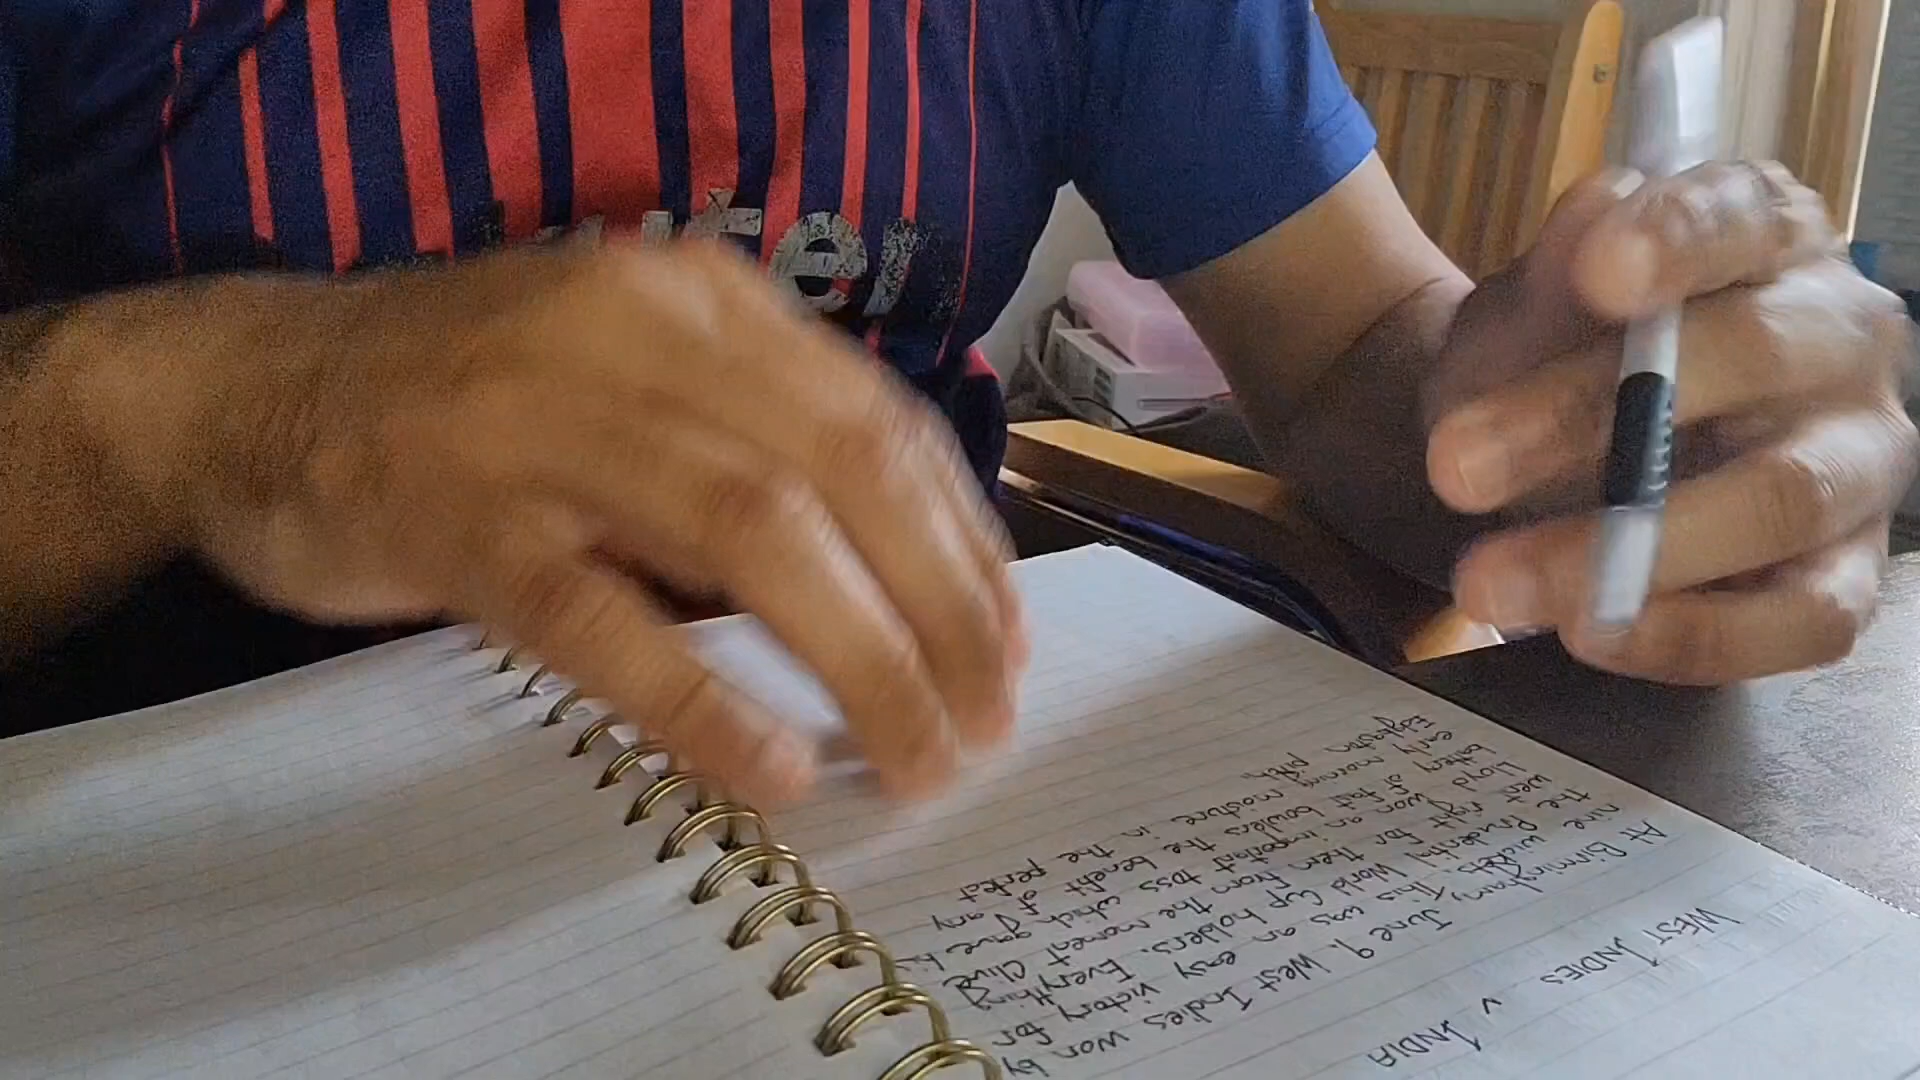 WEST INDIES v INDIA
At Birmingham, June 9. West Indies won by
nine wickets. This was an easy victory for
the Prudential World Cup holders. Everything
went right for them from the moment Clive
Lloyd won an important toss which gave his
battery of fast bowlers the benefit of any
early morning moisture in the perfect
Edgbaston pitch.